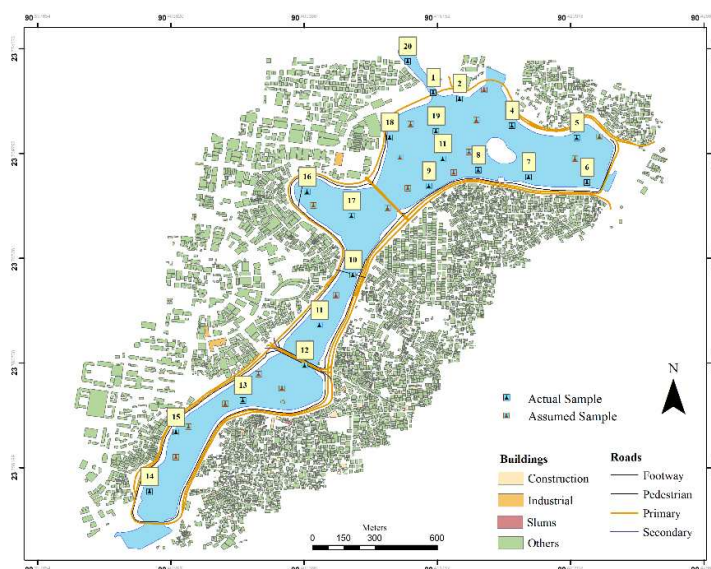 20
1
2
4
5
18
19
11
8
9
7
6
16
17
10
11
12
13
15
14
N
Actual Sample
Assumed Sample
Buildings
Construction
Industrial
Slums
Others
Roads
Footway
Pedestrian
Primary
Secondary
Meters
0 150 300 600